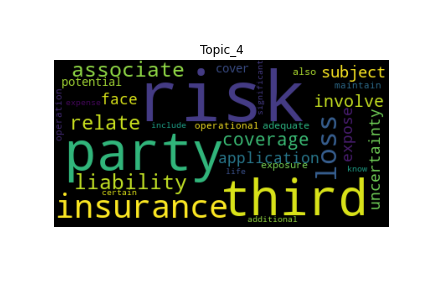 Topic_4
associate
cover
also
subject
potential
risk
significant
maintain
operation
expanze
face
involve
relate
include
operational
adequate
loss
expose
uncertainty
party
coverage
application
exposure
know
liability
life
certain
insurance
third
additional